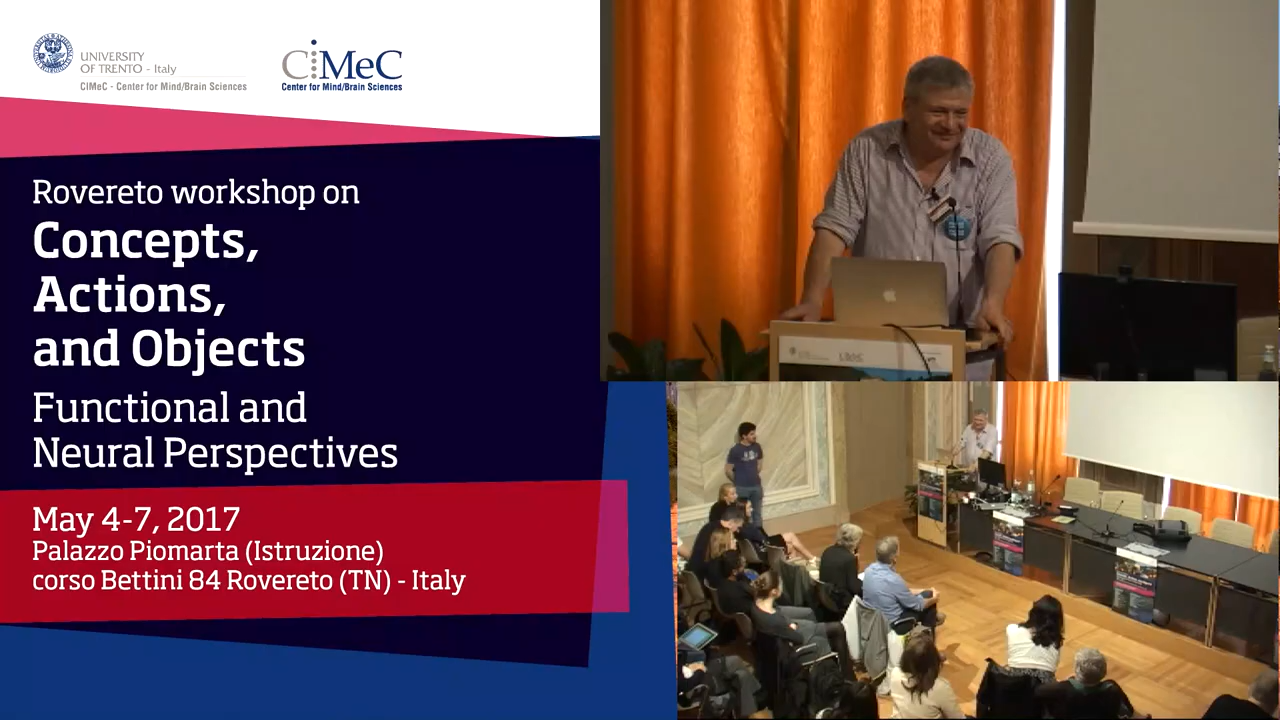 UNIVERSITY
OF TRENTO - Italy
CIMeC - Center for Mind/Brain Sciences
CiMeC
Center for Mind/Brain Sciences
Rovereto workshop on
Concepts,
Actions,
and Objects
Functional and
Neural Perspectives
May 4-7, 2017
Palazzo Piomarta (Istruzione)
corso Bettini 84 Rovereto (TN) - Italy
CiMeC